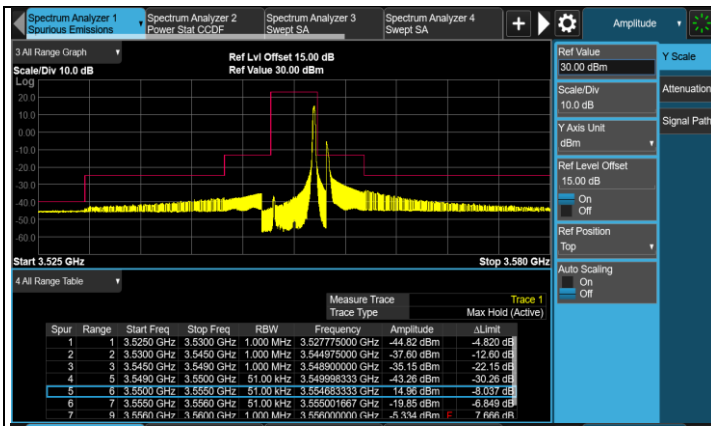 Spectrum Analyzer 1
Spurious Emissions
Spectrum Analyzer 2
Power Stat CCDF
Spectrum Analyzer 3
Swept SA
Spectrum Analyzer 4
Swept SA
+
Amplitude
3 All Range Graph
Ref Lvl Offset 15.00 dB
Scale/Div 10.0 dB
Ref Value 30.00 dBm
Log
20.0
10.0
0.00
-10.0
-20.0
-30.0
-40.0
-50.0
-60.0
Start 3.525 GHz
Stop 3.580 GHz
4 All Range Table
Measure Trace Trace 1
Trace Type Max Hold (Active)
Spur Range Start Freq Stop Freq RBW Frequency Amplitude ΔLimit
1 1 3.5250 GHz 3.5300 GHz 1.000 MHz 3.527775000 GHz -44.82 dBm -4.820 dB
2 2 3.5300 GHz 3.5450 GHz 1.000 MHz 3.544975000 GHz -37.60 dBm -12.60 dB
3 3 3.5450 GHz 3.5490 GHz 1.000 MHz 3.548900000 GHz -35.15 dBm -22.15 dB
4 5 3.5490 GHz 3.5500 GHz 51.00 kHz 3.549998333 GHz -43.26 dBm -30.26 dB
5 6 3.5500 GHz 3.5550 GHz 51.00 kHz 3.554683333 GHz 14.96 dBm -8.037 dB
6 7 3.5550 GHz 3.5560 GHz 51.00 kHz 3.555001667 GHz -19.85 dBm -6.849 dB
7 9 3.5560 GHz 3.5600 GHz 1.000 MHz 3.556000000 GHz -5.334 dBm F 7.666 dB
Ref Value
30.00 dBm
Scale/Div
10.0 dB
Y Axis Unit
dBm
Ref Level Offset
15.00 dB
On
Off
Ref Position
Top
Auto Scaling
On
Off
Y Scale
Attenuation
Signal Path